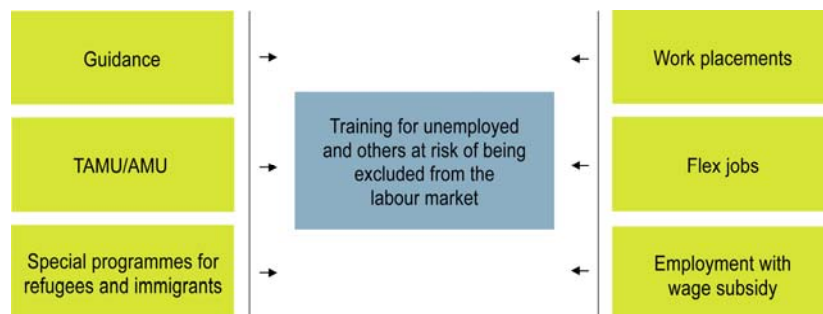 Guidance
TAMU/AMU
Special programmes for
refugees and immigrants
Training for unemployed
and others at risk of being
excluded from the
labour market
Work placements
Flex jobs
Employment with
wage subsidy